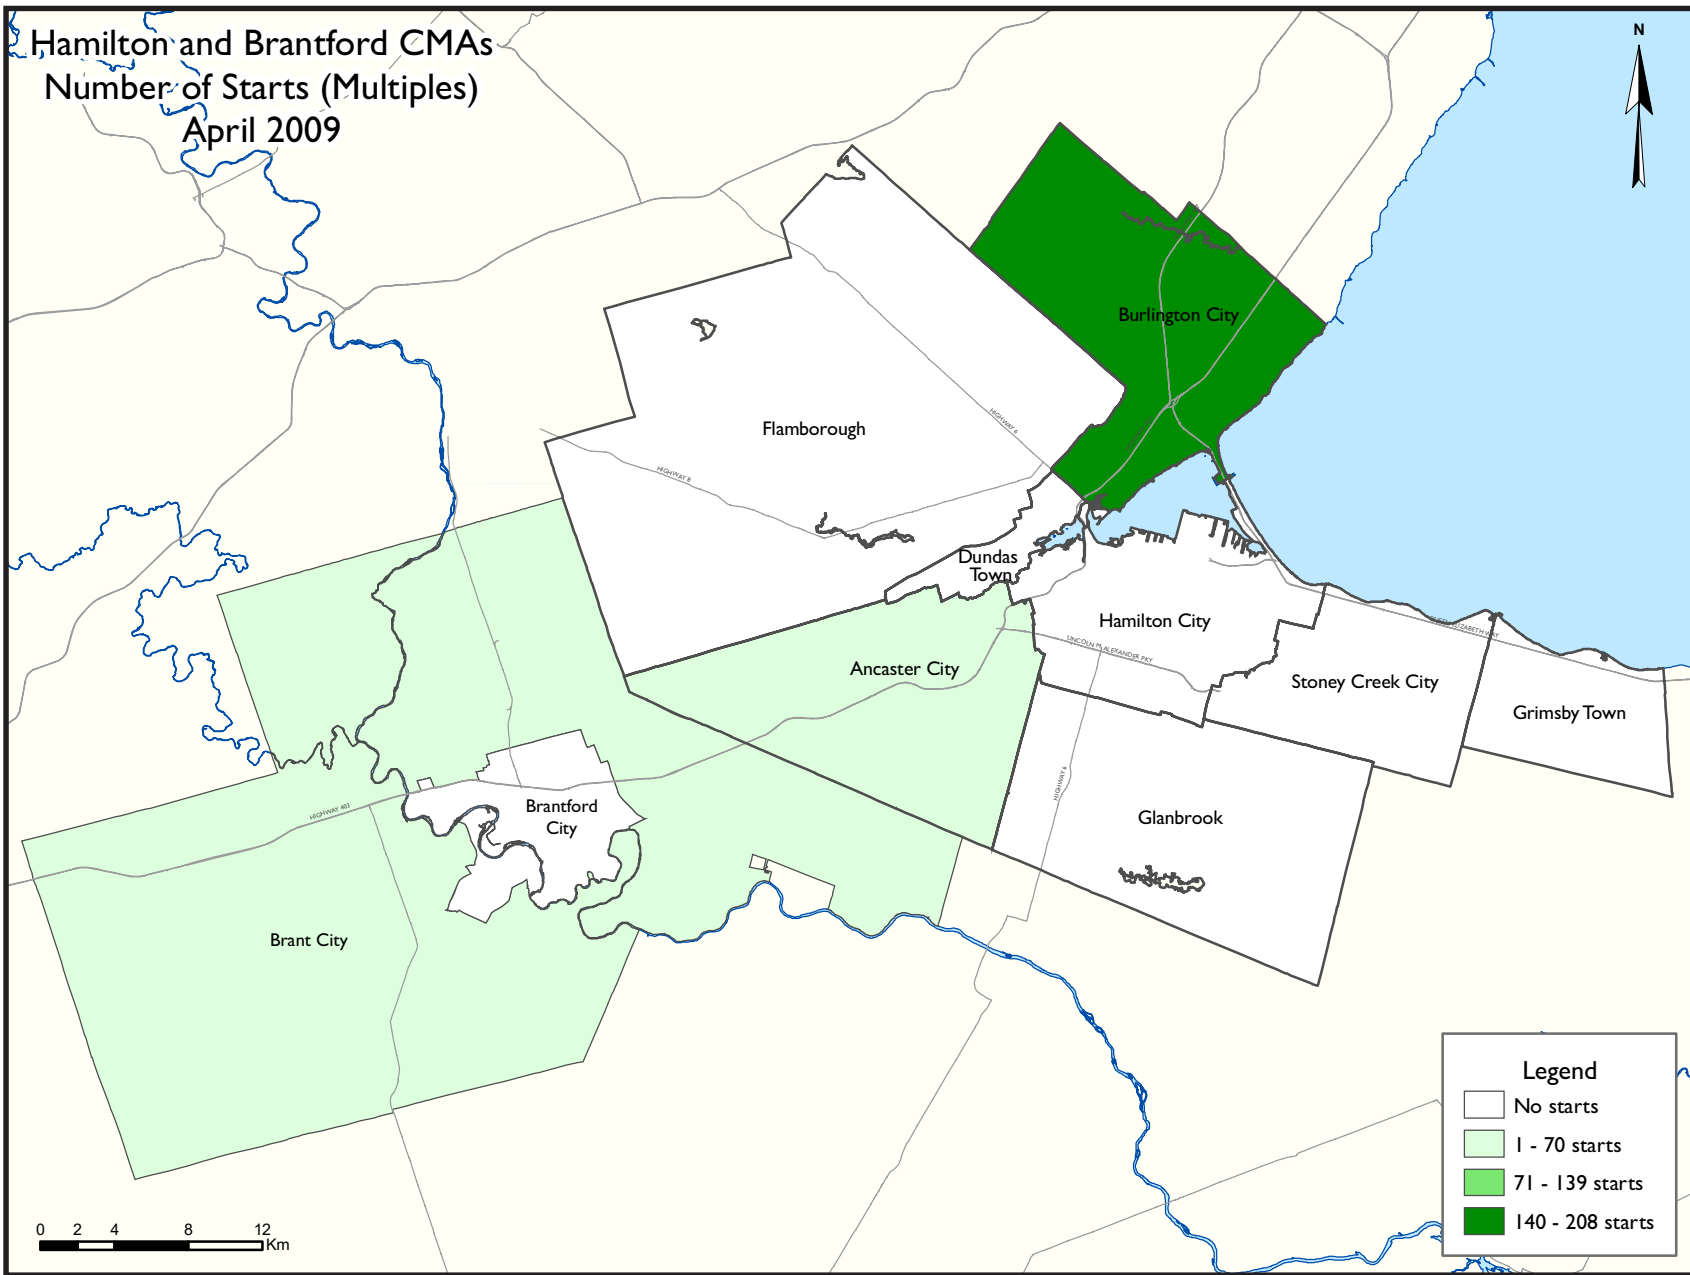 Hamilton and Brantford CMAs
Number of Starts (Multiples)
April 2009
N
Burlington City
Flamborough
HIGHWAY 6
HIGHWAY 8
Dundas
Town
Hamilton City
LINCOLN M. ALEXANDER PKY
Ancaster City
Stoney Creek City
Grimsby Town
HIGHWAY 6
Glanbrook
Brantford
City
HIGHWAY 403
Brant City
Legend
No starts
1 - 70 starts
71 - 139 starts
140 - 208 starts
0 2 4 8 12
Km